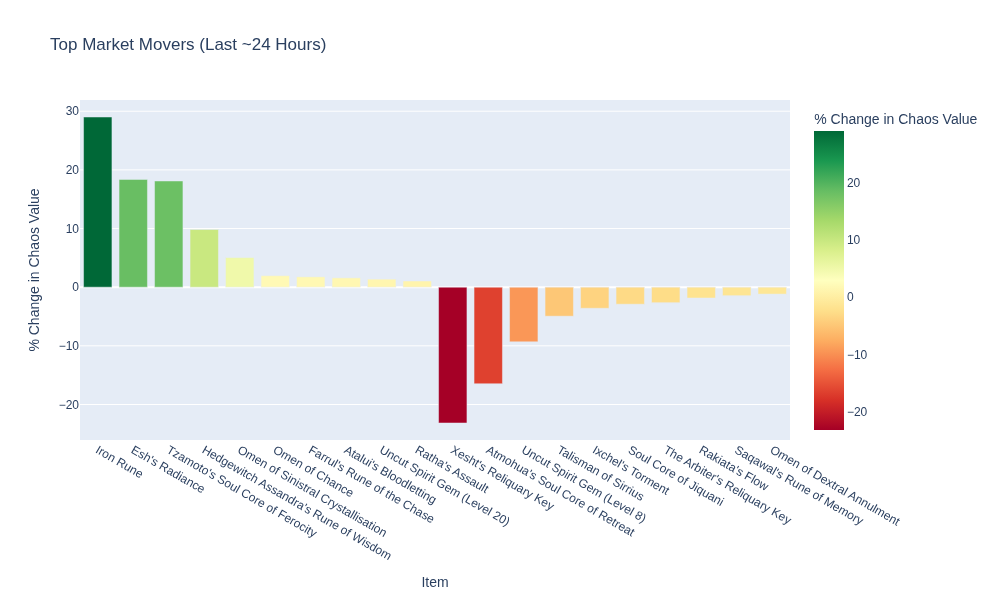 Top Market Movers (Last ~24 Hours)
% Change in Chaos Value
30
20
10
0
−10
−20
% Change in Chaos Value
20
10
0
−10
−20
Iron Rune
Esh's Radiance
Tzamoto's Soul Core of Ferocity
Hedgewitch Assandra's Rune of Wisdom
Omen of Sinistral Crystallisation
Omen of Chance
Farrul's Rune of the Chase
Atalui's Bloodletting
Uncut Spirit Gem (Level 20)
Ratha's Assault
Xesht's Reliquary Key
Atmohua's Soul Core of Retreat
Uncut Spirit Gem (Level 8)
Talisman of Sirrius
Ixchel's Torment
Soul Core of Jiquani
The Arbiter's Reliquary Key
Rakiata's Flow
Saqawal's Rune of Memory
Omen of Dextral Annulment
Item